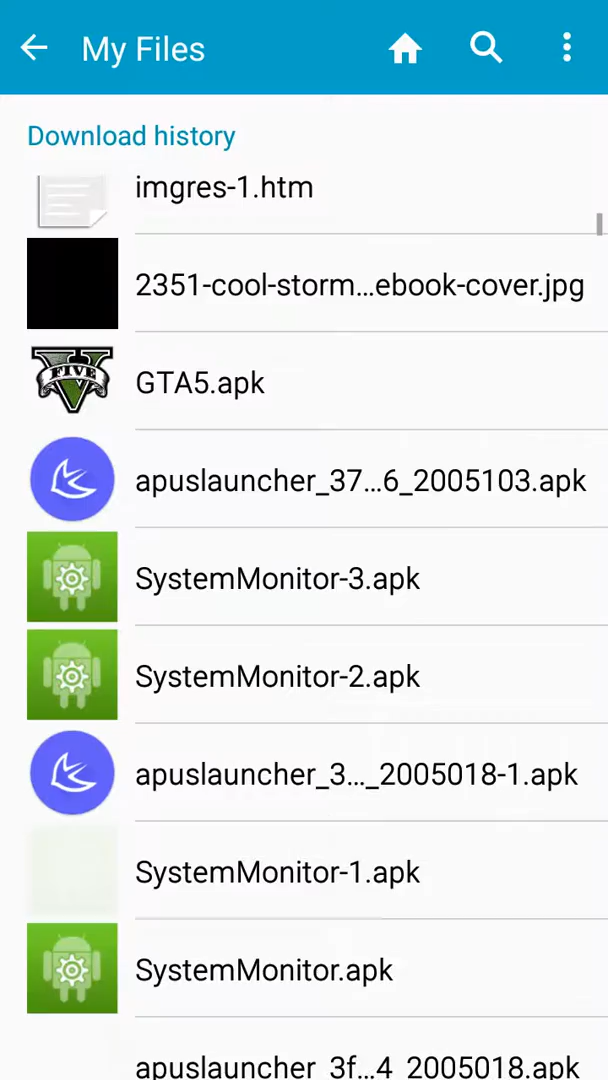 My Files
Download history
imgres-1.htm
2351-cool-storm...ebook-cover.jpg
FIVE
GTA5.apk
apuslauncher_37...6_2005103.apk
SystemMonitor-3.apk
SystemMonitor-2.apk
apuslauncher_3..._2005018-1.apk
SystemMonitor-1.apk
SystemMonitor.apk
apuslauncher_3f...4_2005018.apk